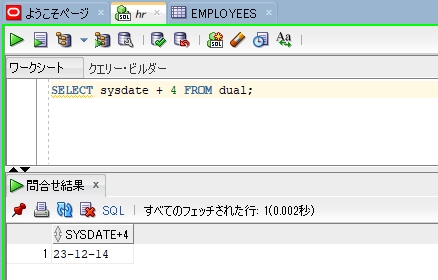 ようこそページ × hr × EMPLOYEES ×
SQL Aa
ワークシート クエリー・ビルダー
SELECT sysdate + 4 FROM dual;
問合せ結果 ×
SQL | すべてのフェッチされた行: 1(0.002秒)
SYSDATE+4
1 23-12-14